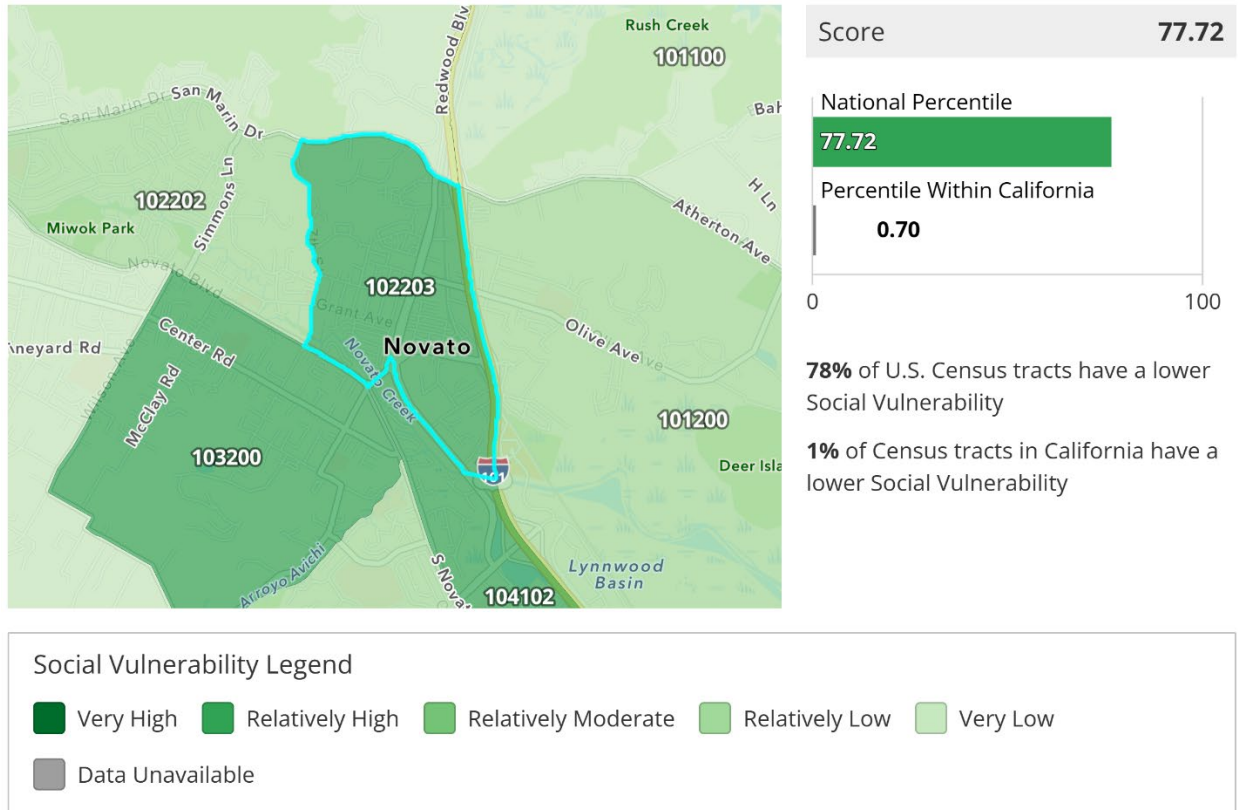 Rush Creek
101100
Redwood Blv
San Marin Dr
San Marin Dr
Bah
102202
Simmons Ln
H Ln
Miwok Park
Atherton Ave
Novato Blvd
102203
Grant Ave
ineyard Rd
Center Rd
Novato
Olive Ave
Wilson Ave
McClay Rd
Novato Creek
101200
103200
Deer Isla
101
Arroyo Avichi
S Novat
Lynnwood
Basin
104102
Score 77.72
National Percentile
77.72
Percentile Within California
0.70
0 100
78% of U.S. Census tracts have a lower
Social Vulnerability
1% of Census tracts in California have a
lower Social Vulnerability
Social Vulnerability Legend
Very High Relatively High Relatively Moderate Relatively Low Very Low
Data Unavailable